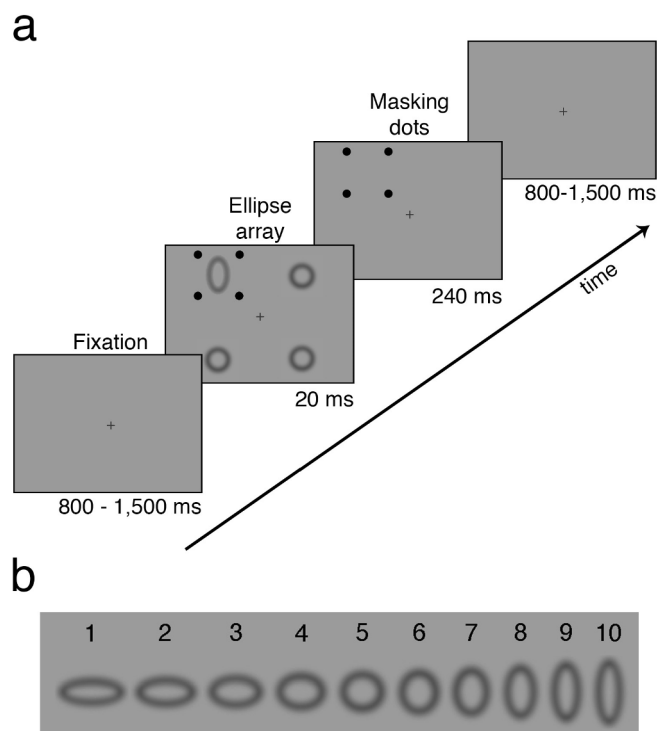 a
Masking
dots
800-1,500 ms
Ellipse
array
240 ms
time
Fixation
20 ms
800 - 1,500 ms
b
1 2 3 4 5 6 7 8 9 10